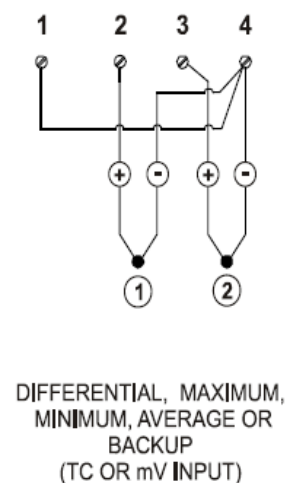 1 2 3 4
+ - + -
1 2
DIFFERENTIAL, MAXIMUM,
MINIMUM, AVERAGE OR
BACKUP
(TC OR mV INPUT)